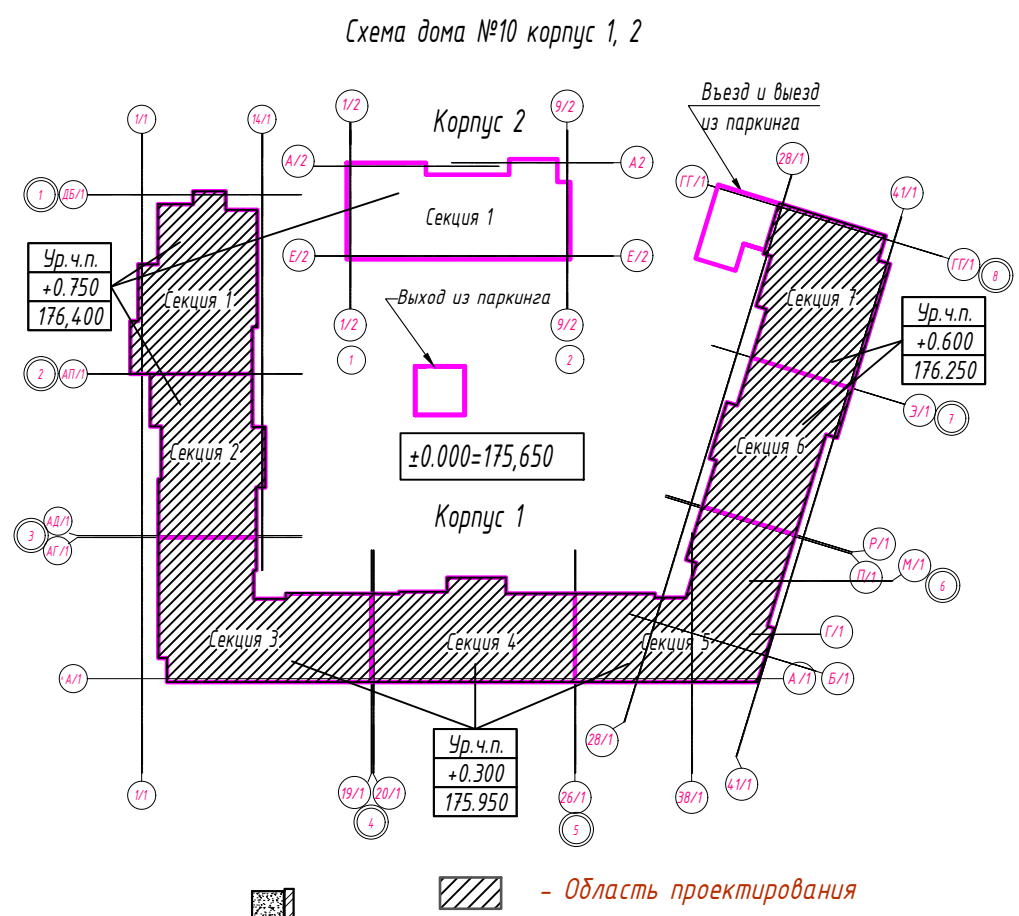 Схема дома №10 корпус 1, 2
Въезд и выезд
из паркинга
1/1
14/1
1/2
9/2
Корпус 2
28/1
А/2
А2
ГГ/1
41/1
1
ДБ/1
Секция 1
Ур.ч.п.
+0.750
176,400
Е/2
Е/2
ГГ/1
8
Секция 1
Выход из паркинга
Секция 7
Ур.ч.п.
+0.600
176.250
1/2
9/2
1
2
2
АП/1
Э/1
7
Секция 2
±0.000=175,650
Секция 6
Корпус 1
3
АД/1
АГ/1
Р/1
П/1
М/1
6
Секция 3
Секция 4
Секция 5
Г/1
А/1
А/1
Б/1
Ур.ч.п.
+0.300
175.950
28/1
41/1
1/1
19/1
20/1
26/1
38/1
4
5
- Область проектирования